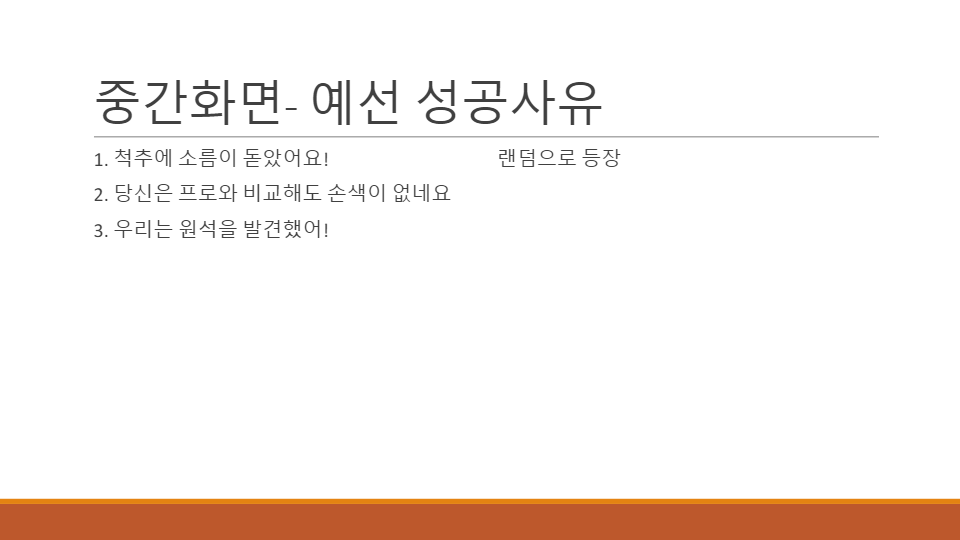 중간화면- 예선 성공사유
1. 척추에 소름이 돋았어요!
2. 당신은 프로와 비교해도 손색이 없네요
3. 우리는 원석을 발견했어!
랜덤으로 등장